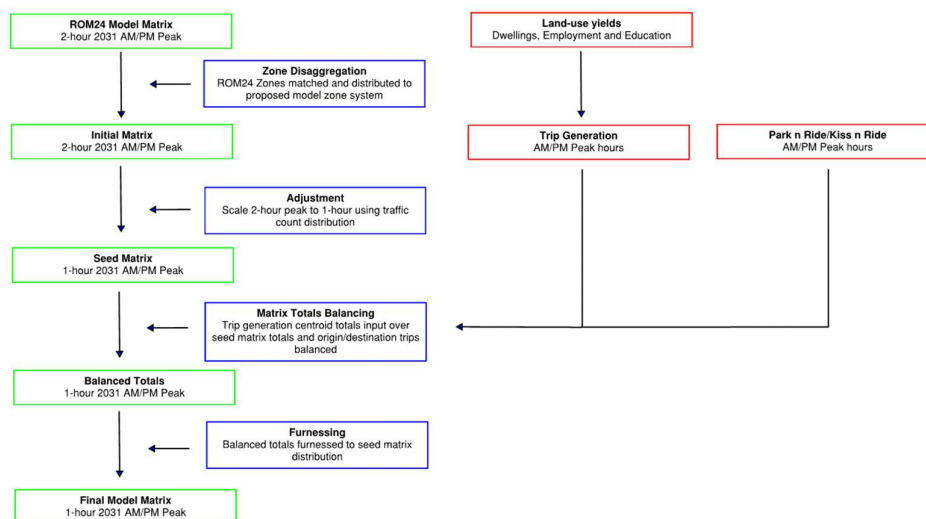 ROM24 Model Matrix
2-hour 2031 AM/PM Peak
Land-use yields
Dwellings, Employment and Education
Zone Disaggregation
ROM24 Zones matched and distributed to
proposed model zone system
Initial Matrix
2-hour 2031 AM/PM Peak
Trip Generation
AM/PM Peak hours
Park n Ride/Kiss n Ride
AM/PM Peak hours
Adjustment
Scale 2-hour peak to 1-hour using traffic
count distribution
Seed Matrix
1-hour 2031 AM/PM Peak
Matrix Totals Balancing
Trip generation centroid totals input over
seed matrix totals and origin/destination trips
balanced
Balanced Totals
1-hour 2031 AM/PM Peak
Furnessing
Balanced totals furnessed to seed matrix
distribution
Final Model Matrix
1-hour 2031 AM/PM Peak